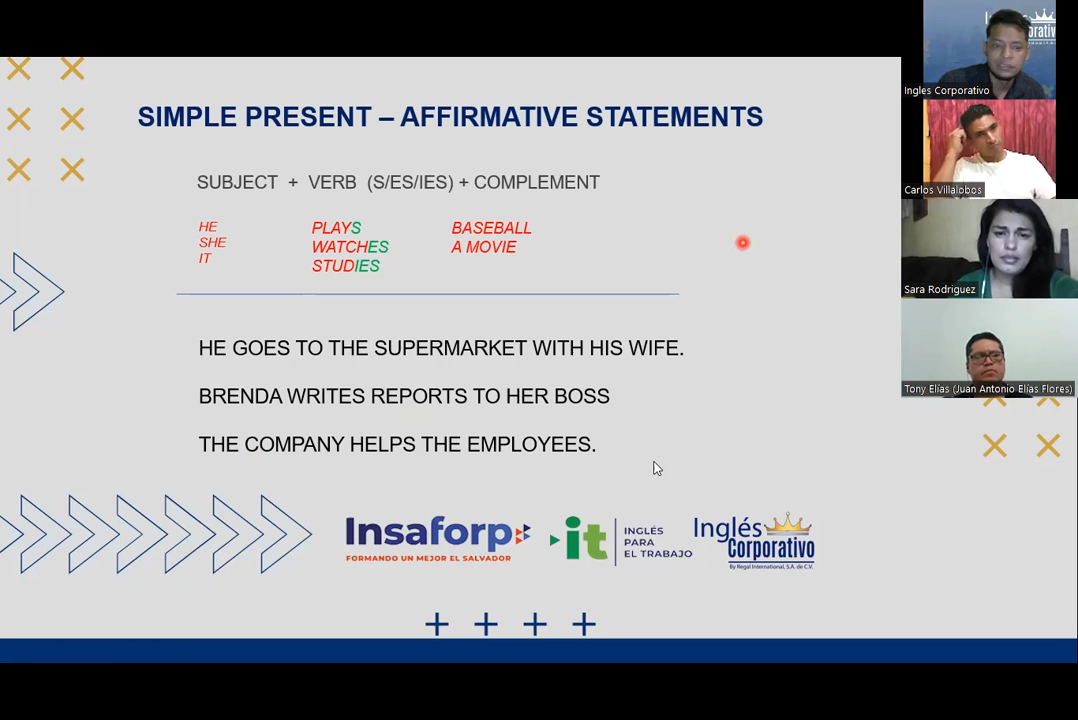 SIMPLE PRESENT – AFFIRMATIVE STATEMENTS
SUBJECT + VERB (S/ES/IES) + COMPLEMENT
HE PLAYS BASEBALL
SHE WATCHES A MOVIE
IT STUDIES
HE GOES TO THE SUPERMARKET WITH HIS WIFE.
BRENDA WRITES REPORTS TO HER BOSS
THE COMPANY HELPS THE EMPLOYEES.
Insaforp
FORMANDO UN MEJOR EL SALVADOR
it
INGLÉS
PARA
EL TRABAJO
Inglés
Corporativo
By Regal International, S.A. de C.V.
Ingles Corporativo
Carlos Villalobos
Sara Rodriguez
Tony Elías (Juan Antonio Elías Flores)